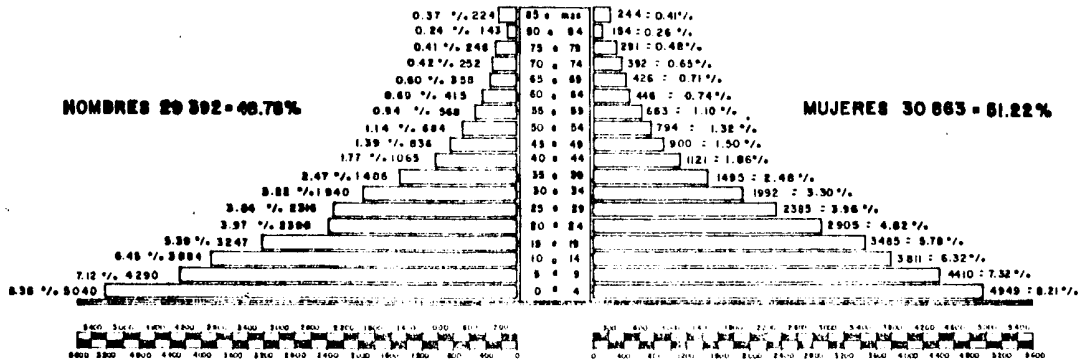 0.37 % 224 85 a mas 244 = 0.41%
0.24 % 143 80 a 84 154 = 0.26 %
0.41 % 246 75 a 79 291 = 0.48%
0.42 % 252 70 a 74 392 = 0.65%
0.60 % 358 65 a 69 426 = 0.71%
0.69 % 415 60 a 64 446 = 0.74%
HOMBRES 29 392 = 48.78% MUJERES 30 863 = 51.22%
0.94 % 568 55 a 59 663 = 1.10 %
1.14 % 684 50 a 54 794 = 1.32 %
1.39 % 836 45 a 49 900 = 1.50 %
1.77 % 1065 40 a 44 1121 = 1.86%
2.47 % 1486 35 a 39 1495 = 2.48%
3.22 % 1940 30 a 34 1992 = 3.30 %
3.84 % 2316 25 a 29 2385 = 3.96 %
3.97 % 2396 20 a 24 2905 = 4.82 %
5.39 % 3247 15 a 19 3485 = 5.78 %
6.45 % 3884 10 a 14 3811 = 6.32 %
7.12 % 4290 5 a 9 4410 = 7.32 %
8.36 % 5040 0 a 4 4949 = 8.21 %